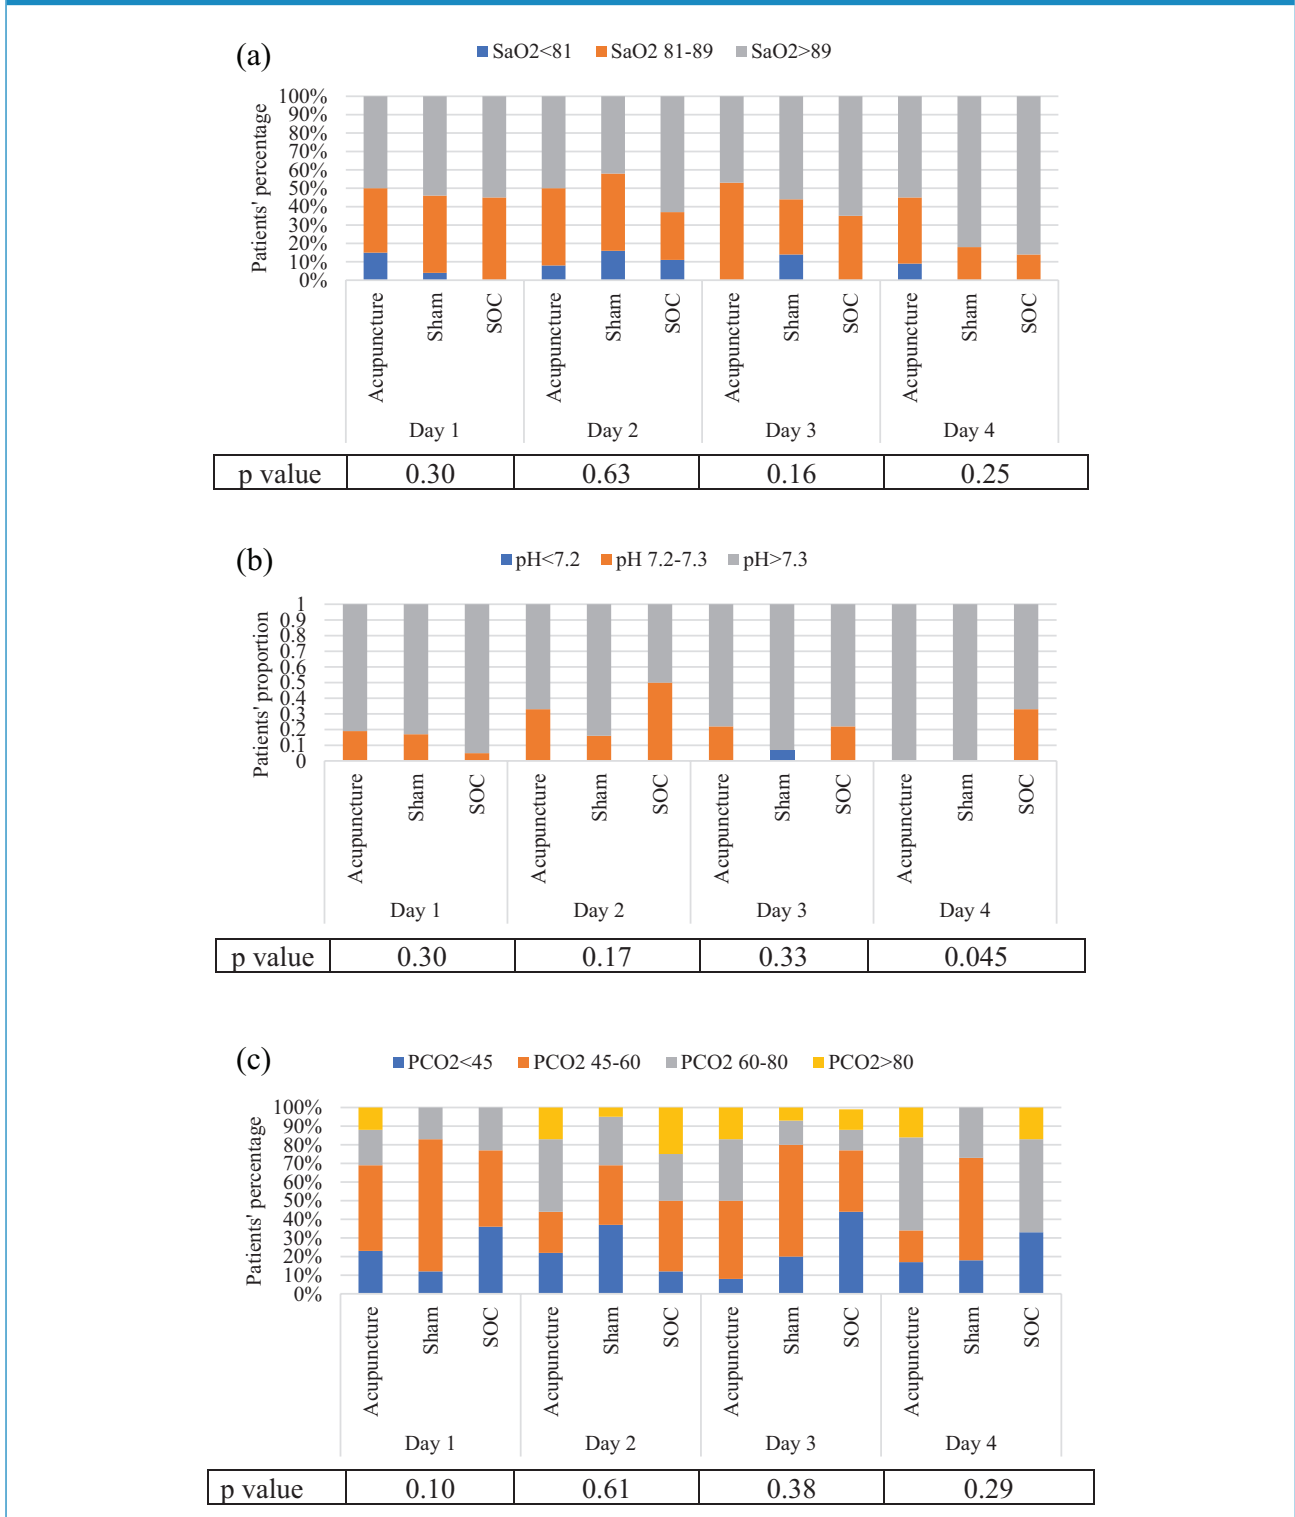 (a)
SaO2<81 SaO2 81-89 SaO2>89
Patients' percentage
100%
90%
80%
70%
60%
50%
40%
30%
20%
10%
0%
Acupuncture Sham SOC Acupuncture Sham SOC Acupuncture Sham SOC Acupuncture Sham SOC
Day 1 Day 2 Day 3 Day 4
p value 0.30 0.63 0.16 0.25
(b)
pH<7.2 pH 7.2-7.3 pH>7.3
Patients' proportion
1
0.9
0.8
0.7
0.6
0.5
0.4
0.3
0.2
0.1
0
Acupuncture Sham SOC Acupuncture Sham SOC Acupuncture Sham SOC Acupuncture Sham SOC
Day 1 Day 2 Day 3 Day 4
p value 0.30 0.17 0.33 0.045
(c)
PCO2<45 PCO2 45-60 PCO2 60-80 PCO2>80
Patients' percentage
100%
90%
80%
70%
60%
50%
40%
30%
20%
10%
0%
Acupuncture Sham SOC Acupuncture Sham SOC Acupuncture Sham SOC Acupuncture Sham SOC
Day 1 Day 2 Day 3 Day 4
p value 0.10 0.61 0.38 0.29